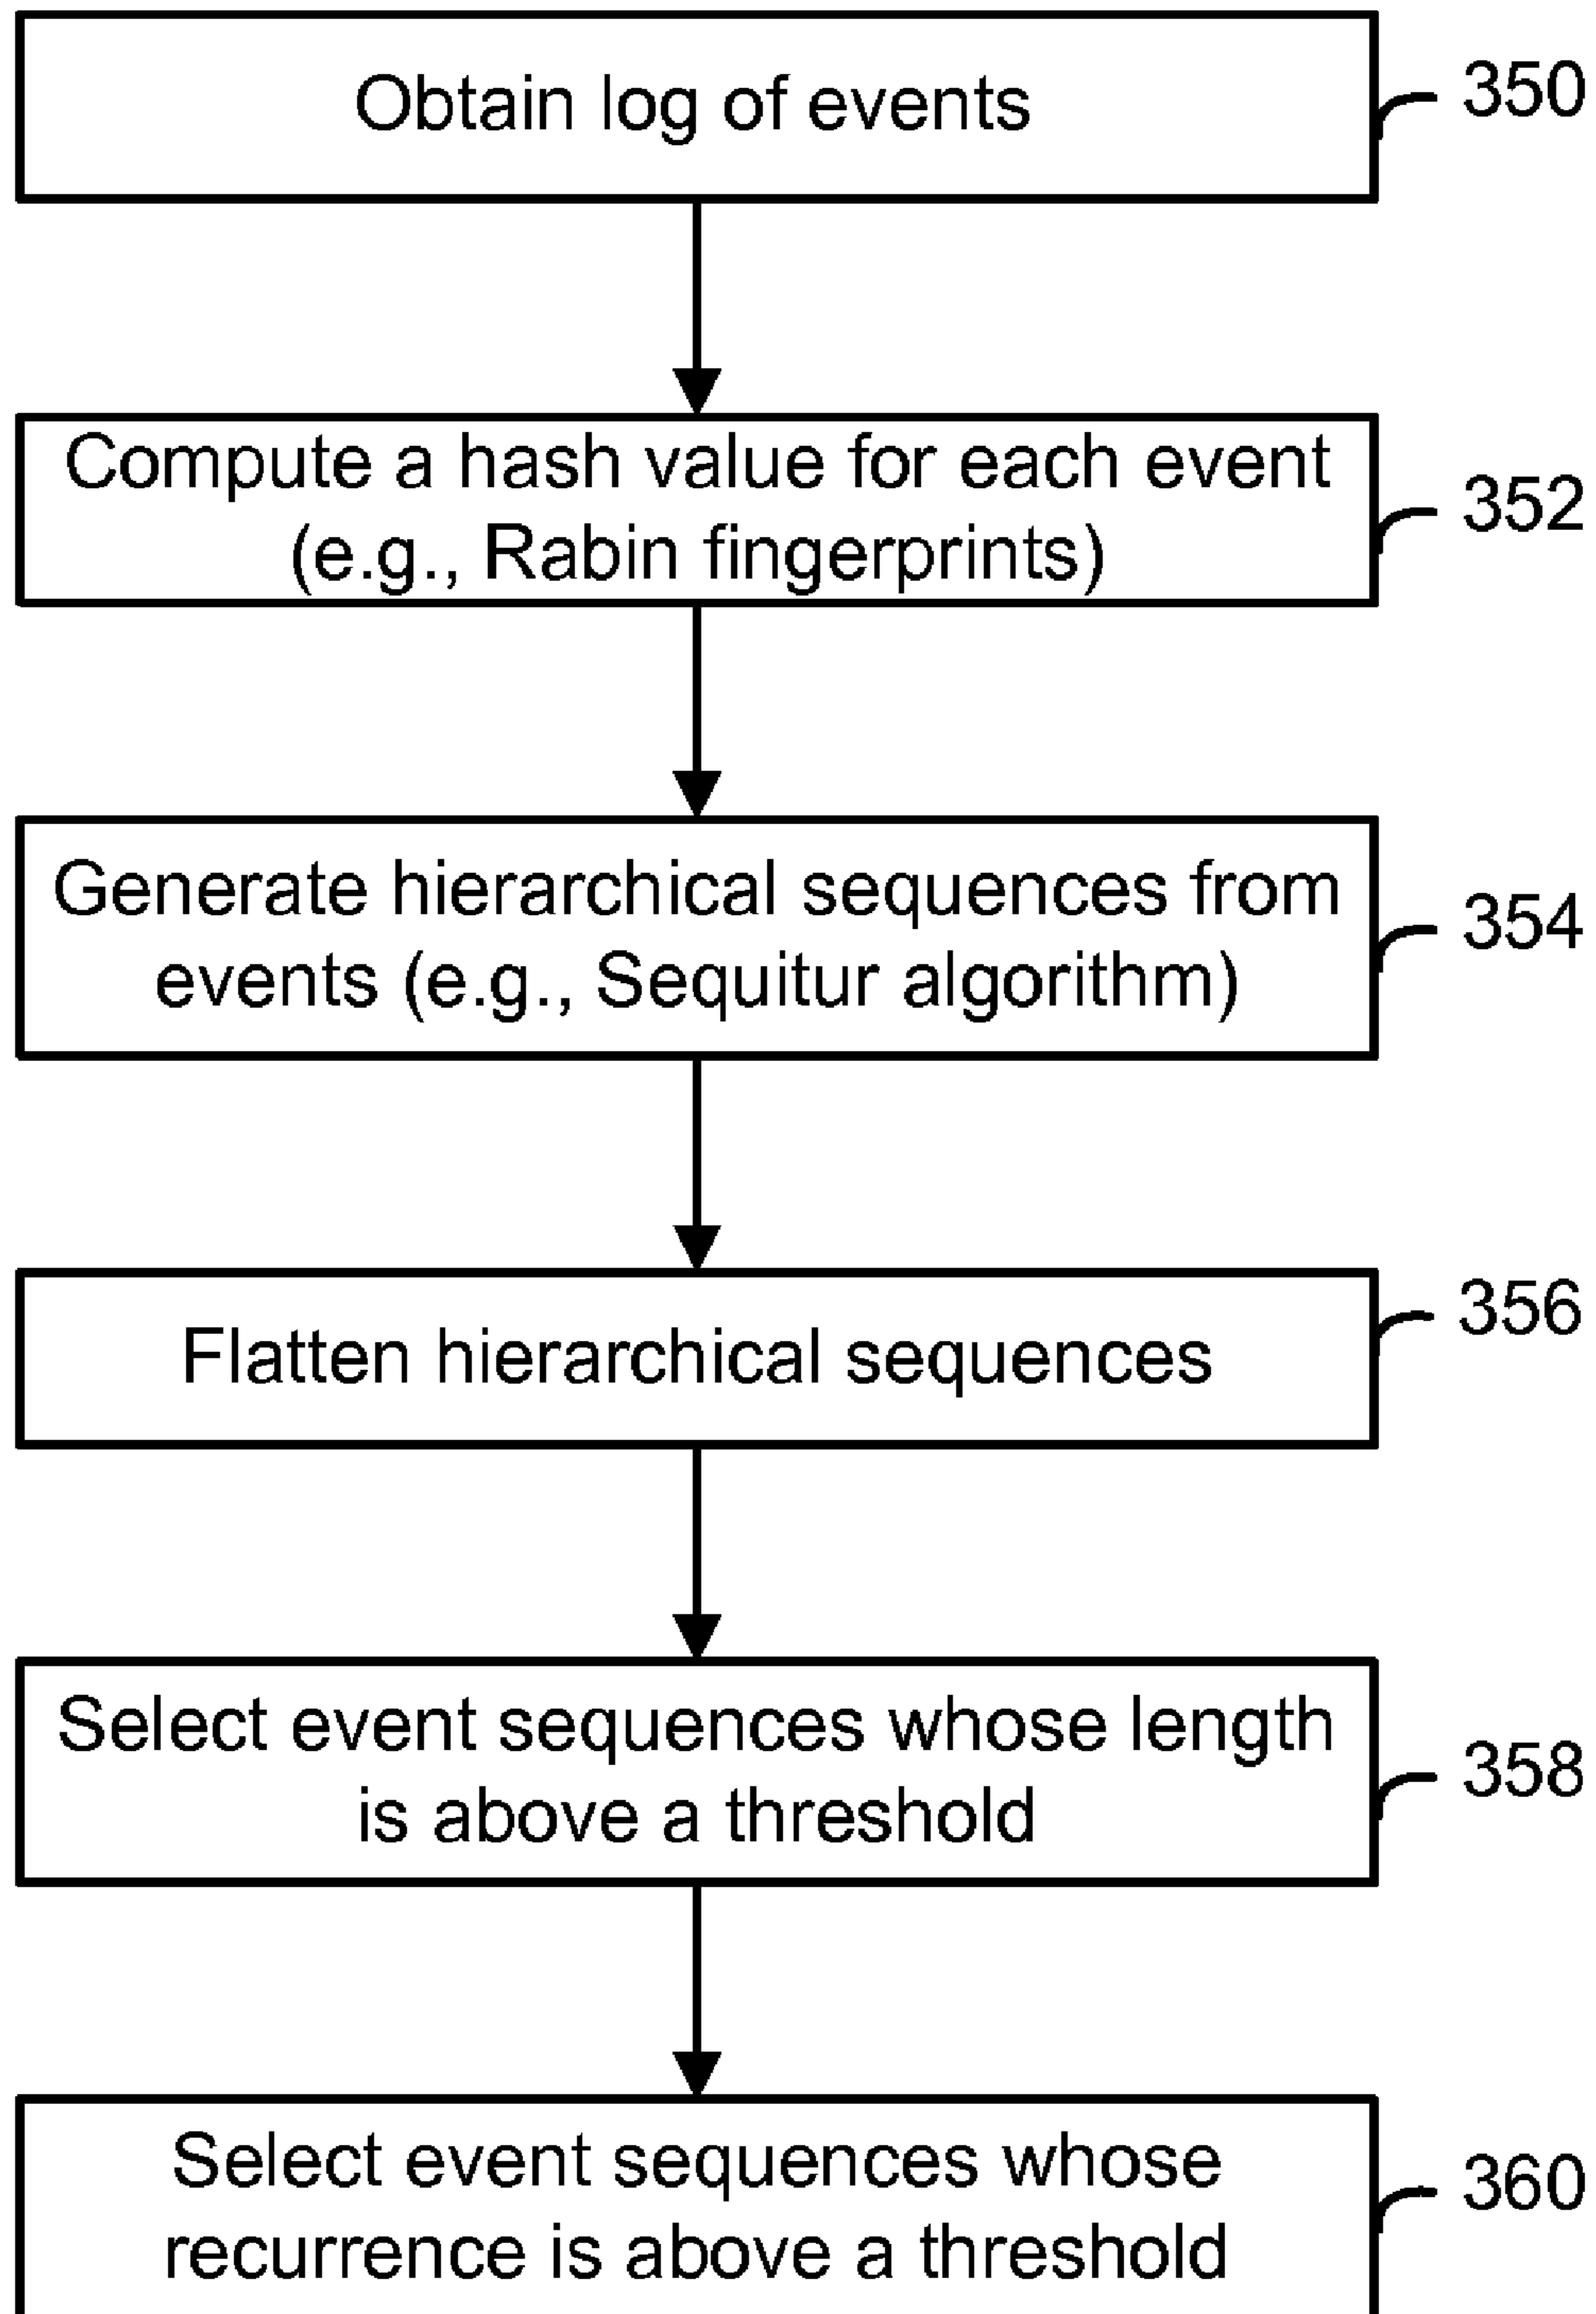 Obtain log of events
350
Compute a hash value for each event
(e.g., Rabin fingerprints)
352
Generate hierarchical sequences from
events (e.g., Sequitur algorithm)
354
Flatten hierarchical sequences
356
Select event sequences whose length
is above a threshold
358
Select event sequences whose
recurrence is above a threshold
360